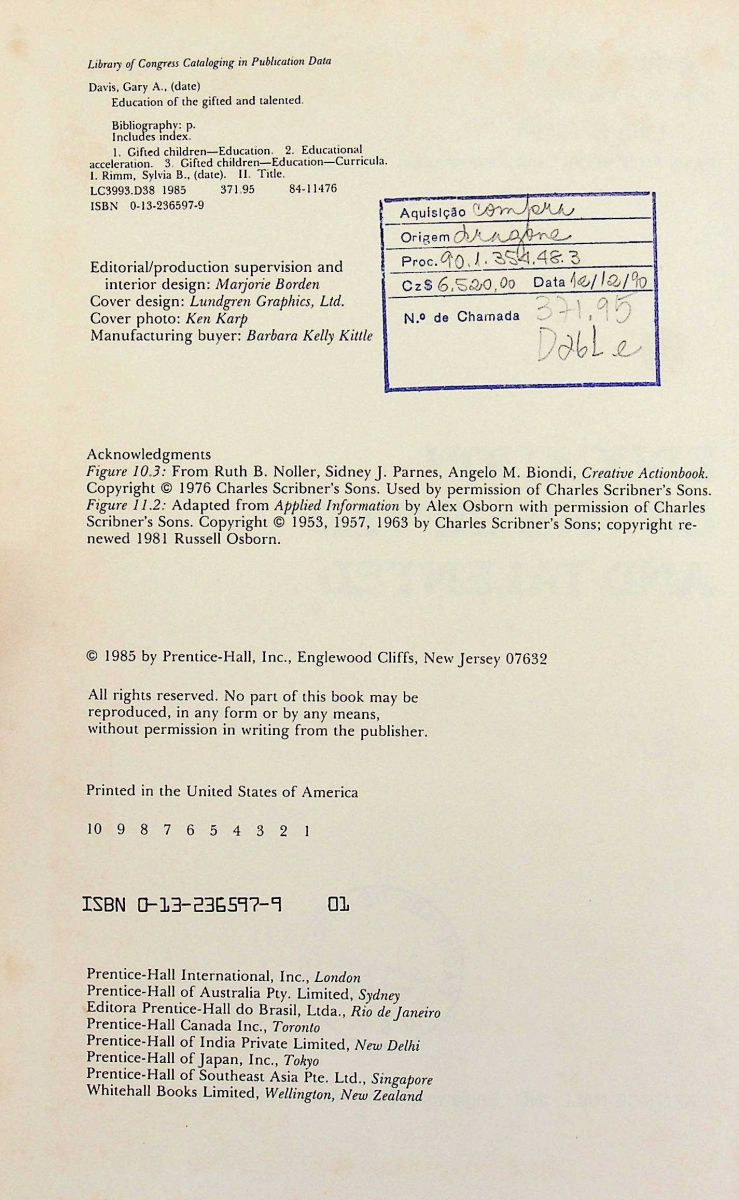 Library of Congress Cataloging in Publication Data
Davis, Gary A., (date)
Education of the gifted and talented.
Bibliography: p.
Includes index.
1. Gifted children—Education. 2. Educational
acceleration. 3. Gifted children—Education—Curricula.
I. Rimm, Sylvia B., (date). II. Title.
LC3993.D38 1985 371.95 84-11476
ISBN 0-13-236597-9
Aquisição compra
Origem dragone
Proc. 90.1.354.48.3
Cz$ 6.520,00 Data 12/12/90
N.º de Chamada 371.95
D26Le
Editorial/production supervision and
interior design: Marjorie Borden
Cover design: Lundgren Graphics, Ltd.
Cover photo: Ken Karp
Manufacturing buyer: Barbara Kelly Kittle
Acknowledgments
Figure 10.3: From Ruth B. Noller, Sidney J. Parnes, Angelo M. Biondi, Creative Actionbook.
Copyright © 1976 Charles Scribner's Sons. Used by permission of Charles Scribner's Sons.
Figure 11.2: Adapted from Applied Information by Alex Osborn with permission of Charles
Scribner's Sons. Copyright © 1953, 1957, 1963 by Charles Scribner's Sons; copyright re-
newed 1981 Russell Osborn.
© 1985 by Prentice-Hall, Inc., Englewood Cliffs, New Jersey 07632
All rights reserved. No part of this book may be
reproduced, in any form or by any means,
without permission in writing from the publisher.
Printed in the United States of America
10 9 8 7 6 5 4 3 2 1
ISBN 0-13-236597-9 01
Prentice-Hall International, Inc., London
Prentice-Hall of Australia Pty. Limited, Sydney
Editora Prentice-Hall do Brasil, Ltda., Rio de Janeiro
Prentice-Hall Canada Inc., Toronto
Prentice-Hall of India Private Limited, New Delhi
Prentice-Hall of Japan, Inc., Tokyo
Prentice-Hall of Southeast Asia Pte. Ltd., Singapore
Whitehall Books Limited, Wellington, New Zealand